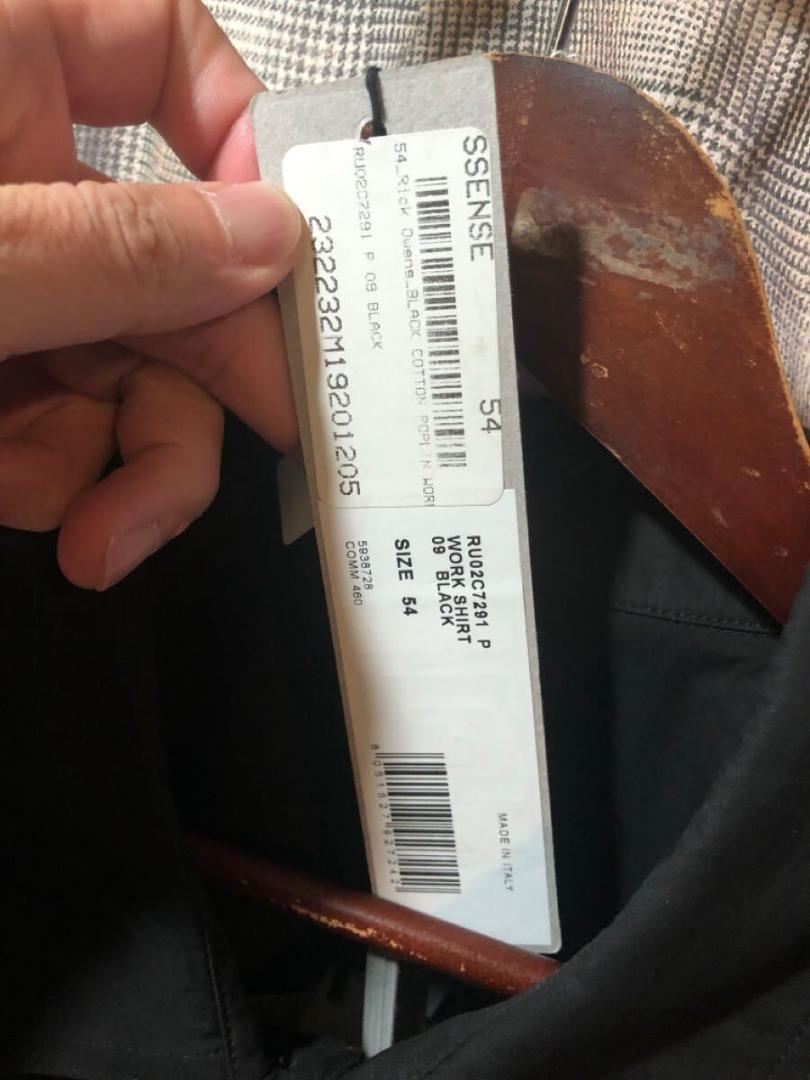 SSENSE
54
54_Rick Owens_BLACK COTTON POPLIN WOR
RU02C7291 P 09 BLACK
232232M19201205
RU02C7291 P
WORK SHIRT
09 BLACK
SIZE 54
5938728
COMM 460
MADE IN ITALY
8051527927242